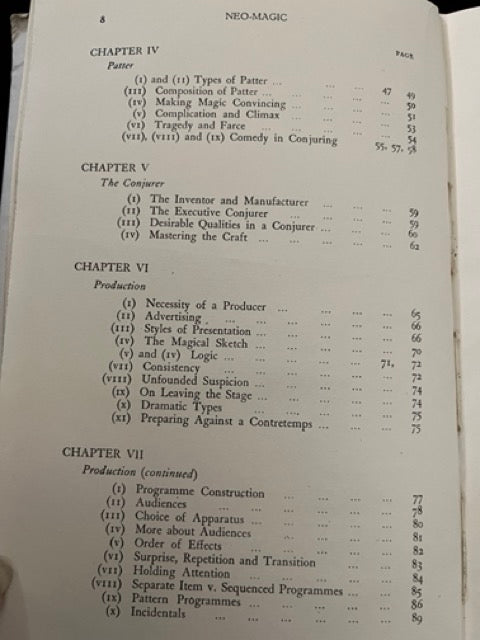 8 NEO-MAGIC
CHAPTER IV PAGE
Patter
(I) and (II) Types of Patter ... ... ... 47, 49
(III) Composition of Patter ... ... ... 50
(IV) Making Magic Convincing ... ... ... 51
(V) Complication and Climax ... ... ... 53
(VI) Tragedy and Farce ... ... ... 54
(VII), (VIII) and (IX) Comedy in Conjuring 55, 57, 58
CHAPTER V
The Conjurer
(I) The Inventor and Manufacturer ... ... ... 59
(II) The Executive Conjurer ... ... ... ... 59
(III) Desirable Qualities in a Conjurer ... ... ... 60
(IV) Mastering the Craft ... ... ... ... 62
CHAPTER VI
Production
(I) Necessity of a Producer ... ... ... ... 65
(II) Advertising ... ... ... ... ... 66
(III) Styles of Presentation ... ... ... ... 66
(IV) The Magical Sketch ... ... ... ... 70
(V) and (IV) Logic ... ... ... ... 71, 72
(VII) Consistency ... ... ... ... 72
(VIII) Unfounded Suspicion ... ... ... ... 74
(IX) On Leaving the Stage ... ... ... ... 74
(X) Dramatic Types ... ... ... ... 75
(XI) Preparing Against a Contretemps ... ... ... 75
CHAPTER VII
Production (continued)
(I) Programme Construction ... ... ... ... 77
(II) Audiences ... ... ... ... ... 78
(III) Choice of Apparatus ... ... ... ... 80
(IV) More about Audiences ... ... ... ... 81
(V) Order of Effects ... ... ... ... 82
(VI) Surprise, Repetition and Transition ... ... 83
(VII) Holding Attention ... ... ... ... 84
(VIII) Separate Item v. Sequenced Programmes ... ... 85
(IX) Pattern Programmes ... ... ... ... 86
(X) Incidentals ... ... ... ... ... 89